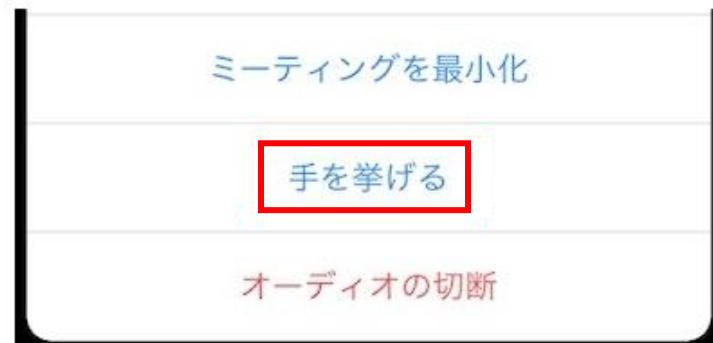 ミーティングを最小化
手を挙げる
オーディオの切断